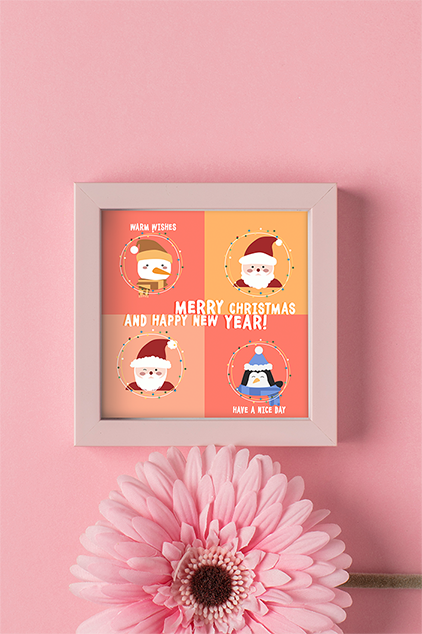 WARM WISHES
MERRY CHRISTMAS
AND HAPPY NEW YEAR!
HAVE A NICE DAY